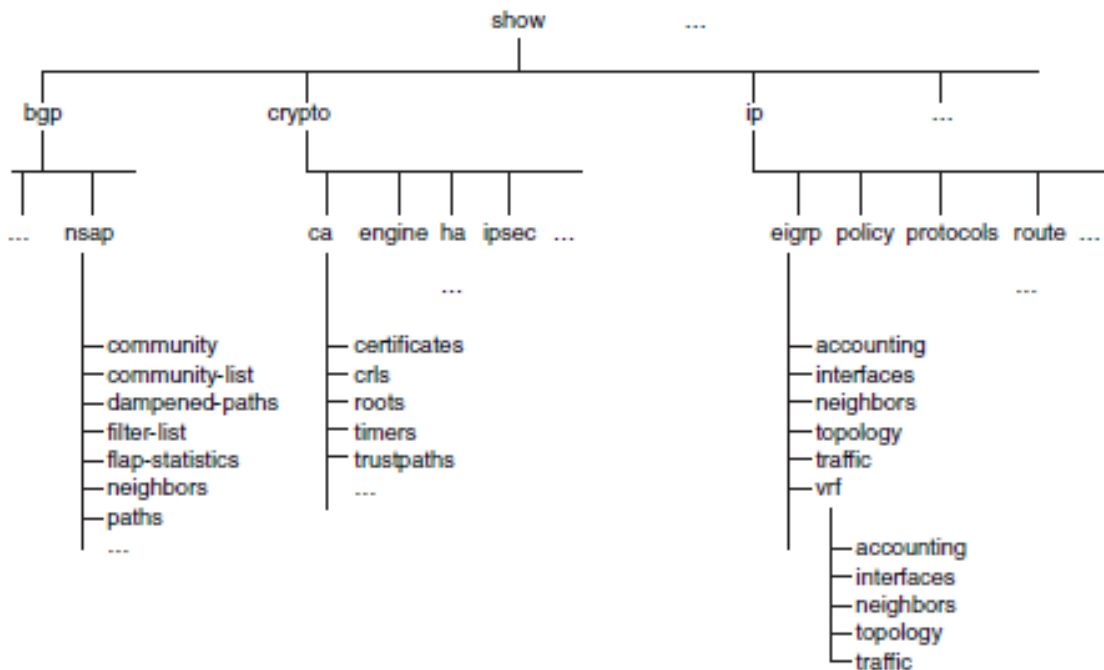 show ...
bgp crypto ip ...
... nsap ca engine ha ipsec ... eigrp policy protocols route ...
... ...
community certificates accounting
community-list crls interfaces
dampened-paths roots neighbors
filter-list timers topology
flap-statistics trustpaths traffic
neighbors ... vrf
paths
... accounting
interfaces
neighbors
topology
traffic